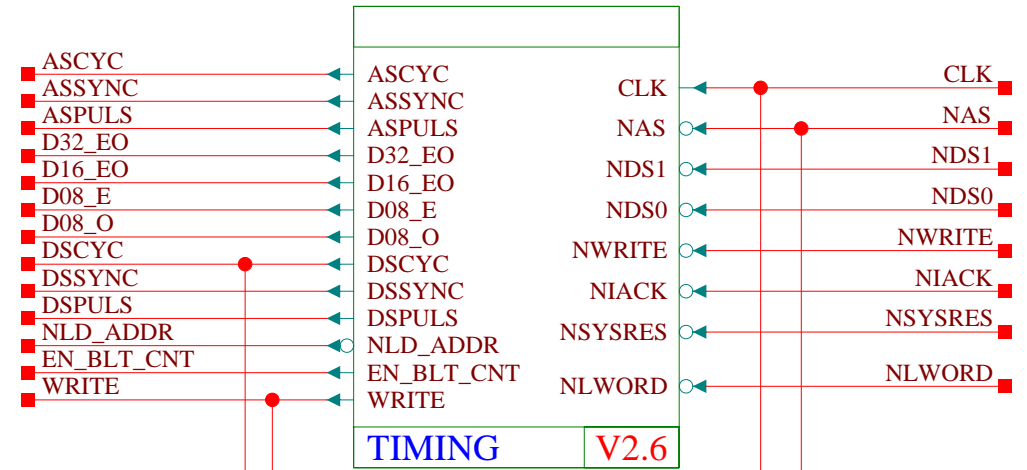 ASCYC
ASSYNC
ASPULS
D32_EO
D16_EO
D08_E
D08_O
DSCYC
DSSYNC
DSPULS
NLD_ADDR
EN_BLT_CNT
WRITE
ASCYC
ASSYNC
ASPULS
D32_EO
D16_EO
D08_E
D08_O
DSCYC
DSSYNC
DSPULS
NLD_ADDR
EN_BLT_CNT
WRITE
CLK
NAS
NDS1
NDS0
NWRITE
NIACK
NSYSRES
NLWORD
TIMING V2.6
CLK
NAS
NDS1
NDS0
NWRITE
NIACK
NSYSRES
NLWORD